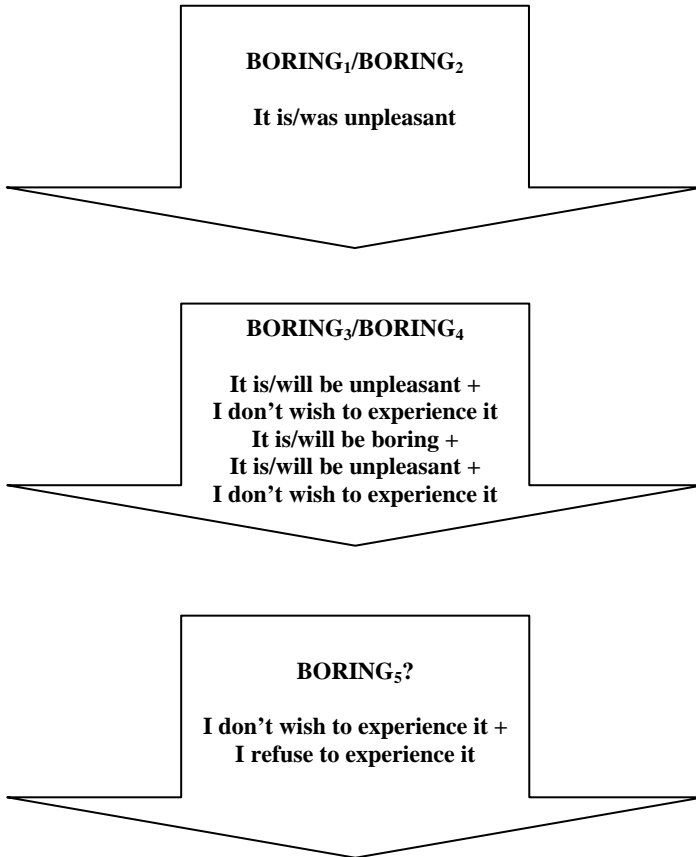 BORING₁/BORING₂
It is/was unpleasant
BORING₃/BORING₄
It is/will be unpleasant +
I don’t wish to experience it
It is/will be boring +
It is/will be unpleasant +
I don’t wish to experience it
BORING₅?
I don’t wish to experience it +
I refuse to experience it